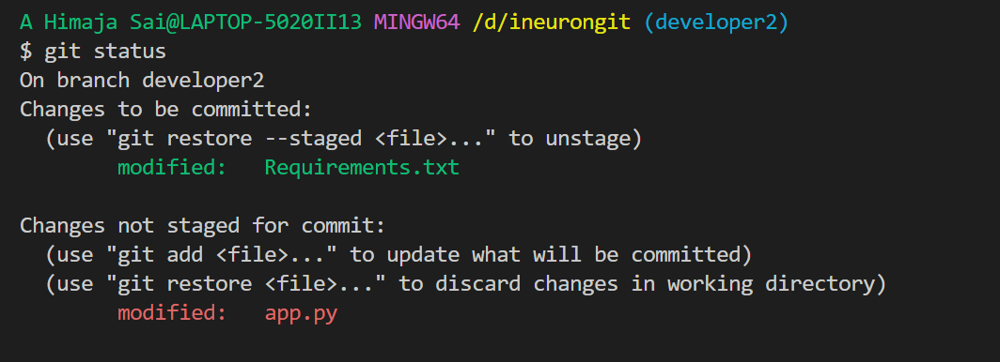 A Himaja Sai@LAPTOP-5020II13 MINGW64 /d/ineurongit (developer2)
$ git status
On branch developer2
Changes to be committed:
  (use "git restore --staged <file>..." to unstage)
        modified:   Requirements.txt

Changes not staged for commit:
  (use "git add <file>..." to update what will be committed)
  (use "git restore <file>..." to discard changes in working directory)
        modified:   app.py